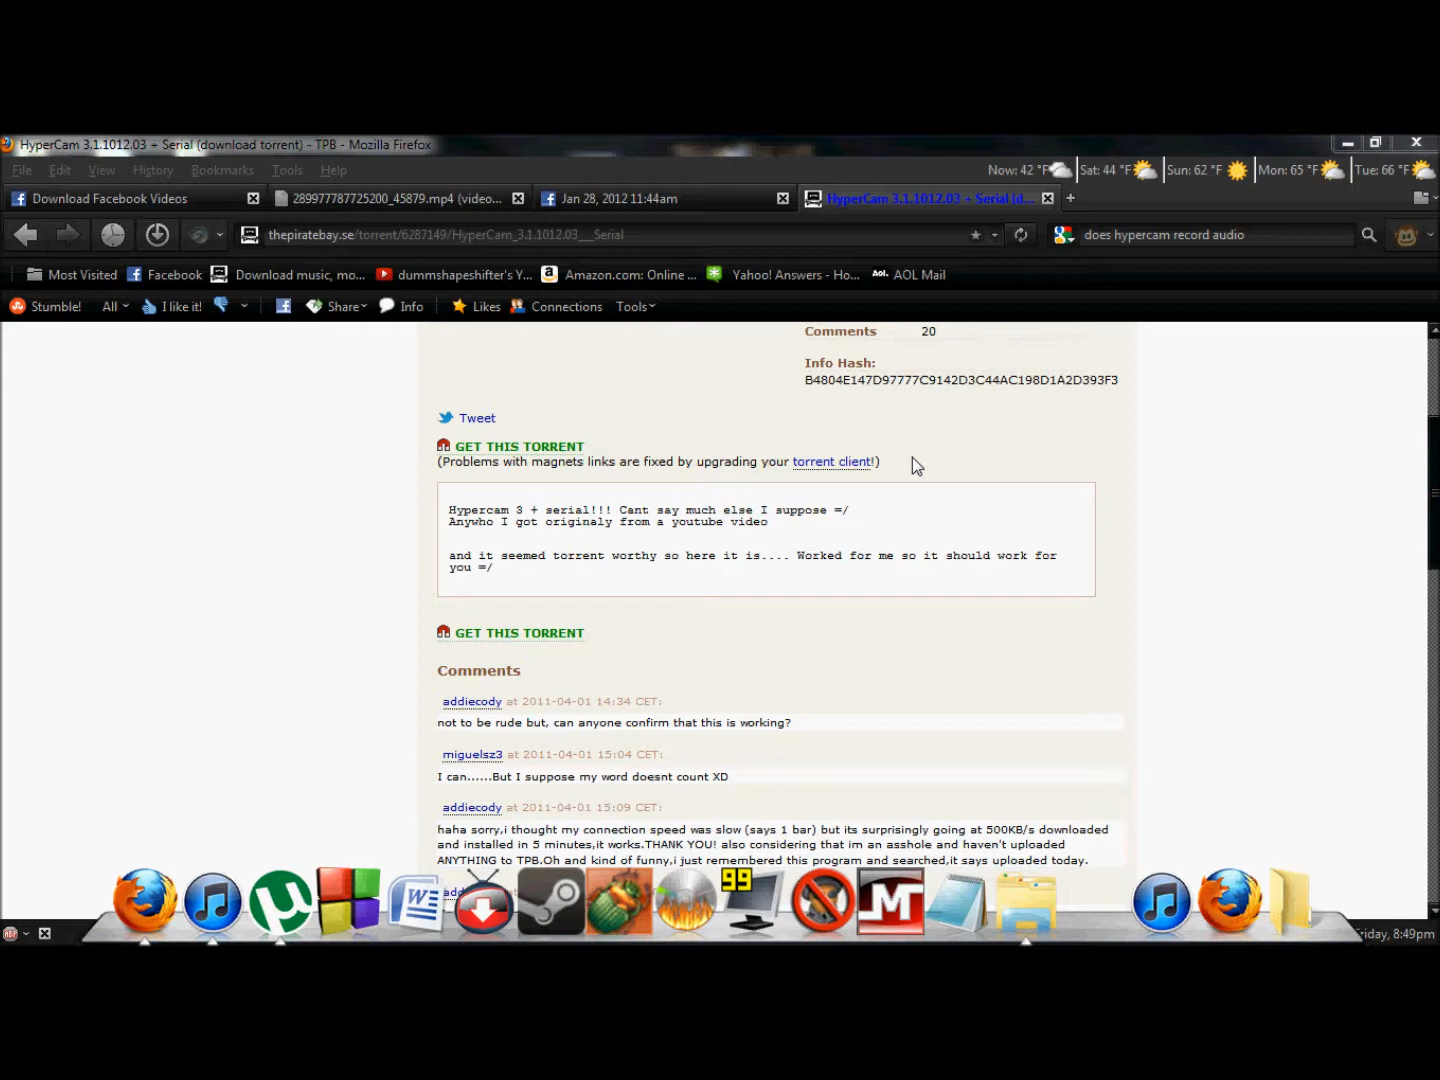 HyperCam 3.1.1012.03 + Serial (download torrent) - TPB - Mozilla Firefox
File Edit View History Bookmarks Tools Help
Now: 42 °F Sat: 44 °F Sun: 62 °F Mon: 65 °F Tue: 66 °F
Download Facebook Videos 289977787725200_45879.mp4 (video... Jan 28, 2012 11:44am HyperCam 3.1.1012.03 + Serial (d...
thepiratebay.se/torrent/6287149/HyperCam_3.1.1012.03___Serial does hypercam record audio
Most Visited Facebook Download music, mo... dummshapeshifter's Y... Amazon.com: Online ... Yahoo! Answers - Ho... Aol. AOL Mail
Stumble! All I like it! Share Info Likes Connections Tools
Comments 20
Info Hash:
B4804E147D97777C9142D3C44AC198D1A2D393F3
Tweet
GET THIS TORRENT
(Problems with magnets links are fixed by upgrading your torrent client!)
Hypercam 3 + serial!!! Cant say much else I suppose =/
Anywho I got originaly from a youtube video
and it seemed torrent worthy so here it is.... Worked for me so it should work for
you =/
GET THIS TORRENT
Comments
addiecody at 2011-04-01 14:34 CET:
not to be rude but, can anyone confirm that this is working?
miguelsz3 at 2011-04-01 15:04 CET:
I can......But I suppose my word doesnt count XD
addiecody at 2011-04-01 15:09 CET:
haha sorry,i thought my connection speed was slow (says 1 bar) but its surprisingly going at 500KB/s downloaded
and installed in 5 minutes,it works.THANK YOU! also considering that im an asshole and haven't uploaded
ANYTHING to TPB.Oh and kind of funny,i just remembered this program and searched,it says uploaded today.
99
ABP
Friday, 8:49pm